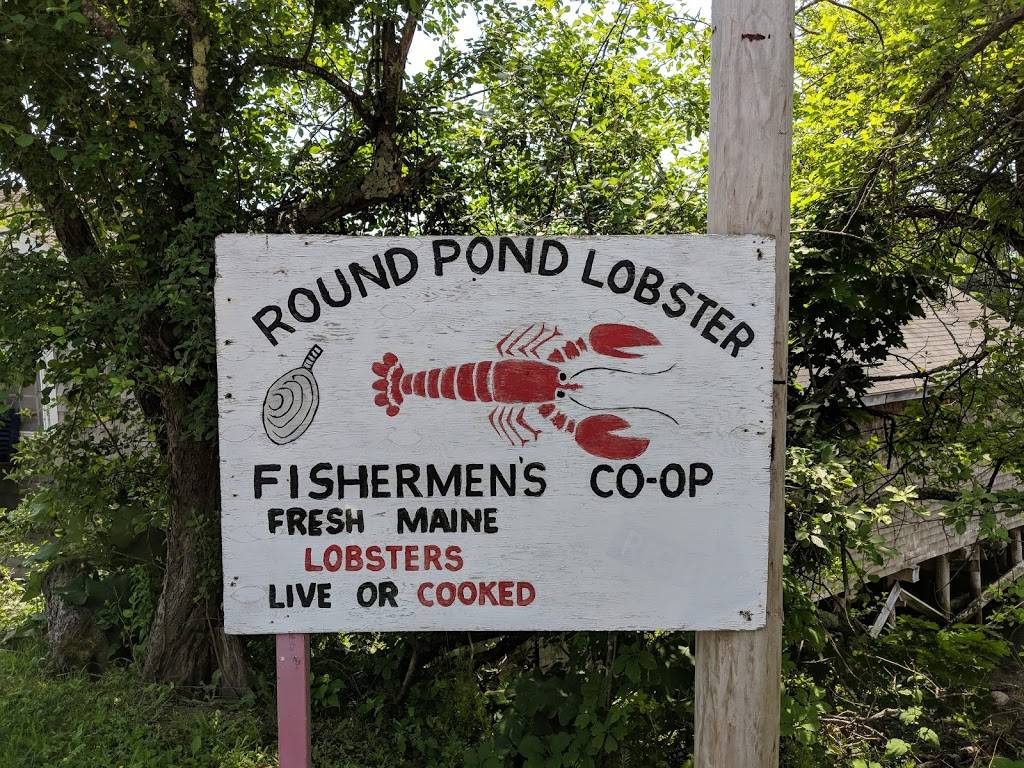 ROUND POND LOBSTER
FISHERMEN'S CO-OP
FRESH MAINE
LOBSTERS
LIVE OR COOKED